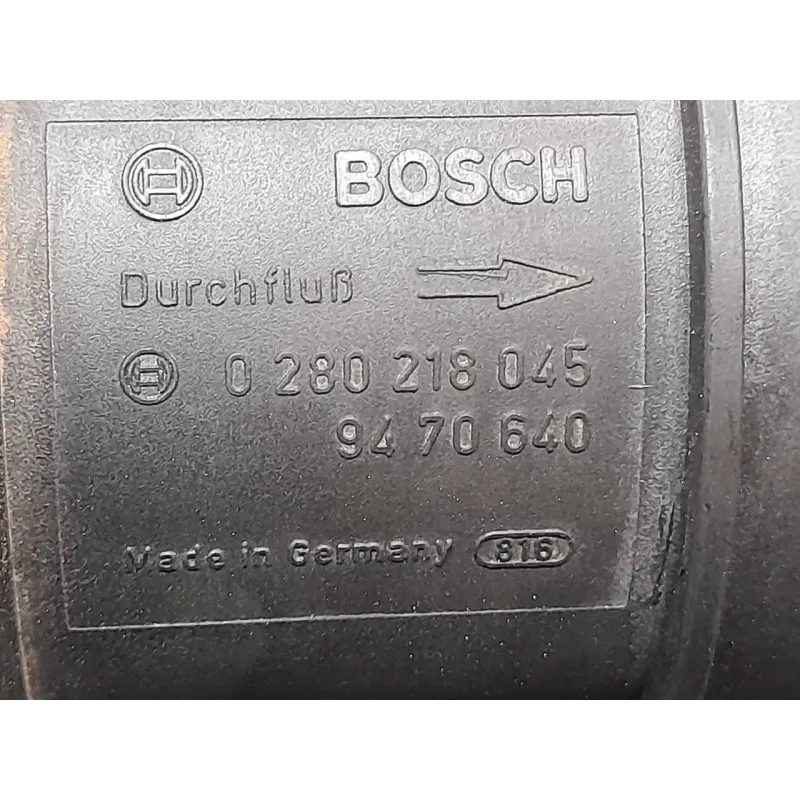 BOSCH
Durchfluß
0 280 218 045
94 70 640
Made in Germany 816